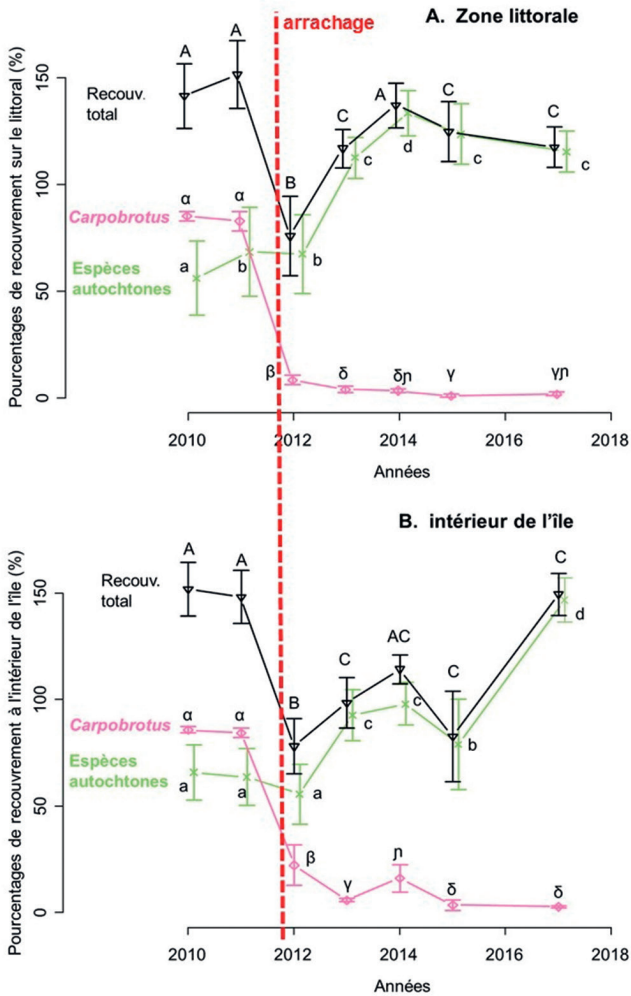 arrachage
A. Zone littorale
Pourcentages de recouvrement sur le littoral (%)
150
100
50
0
Recouv.
total
Carpobrotus
Espèces
autochtones
A
A
B
C
A
C
C
α
α
β
δ
δɲ
γ
γɲ
a
b
b
c
d
c
c
2010
2012
2014
2016
2018
Années
B. intérieur de l'île
Pourcentages de recouvrement à l'intérieur de l'île (%)
150
100
50
0
Recouv.
total
Carpobrotus
Espèces
autochtones
A
A
B
C
AC
C
C
α
α
β
γ
ɲ
δ
δ
a
a
a
c
c
b
d
2010
2012
2014
2016
2018
Années